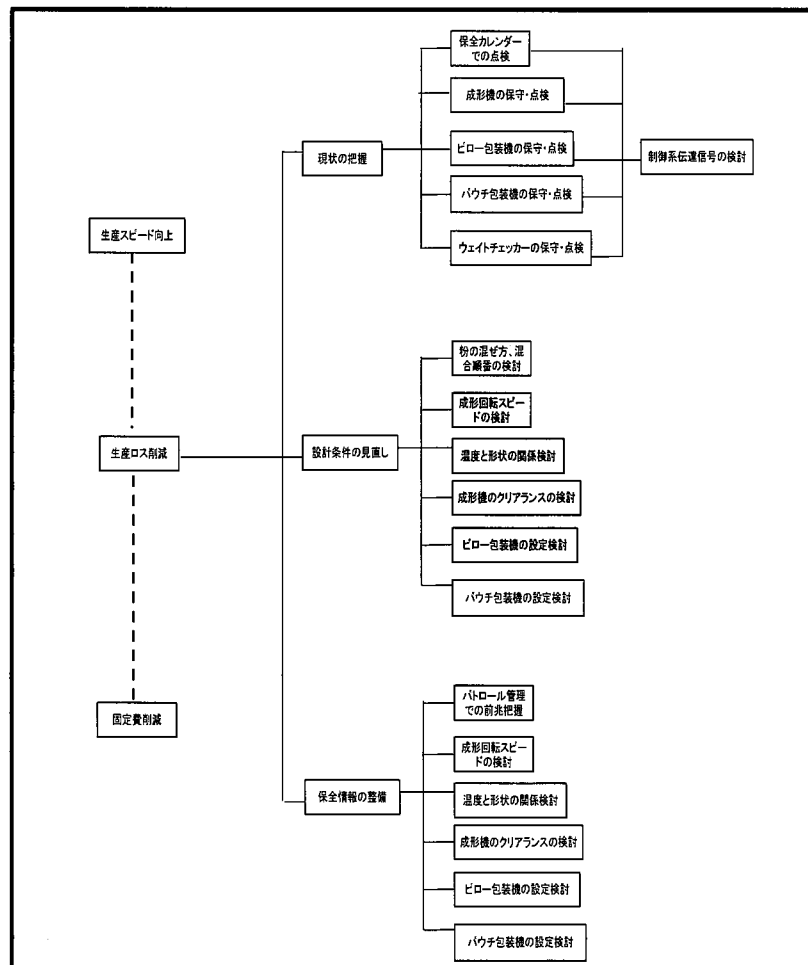 保全カレンダー
での点検
成形機の保守・点検
現状の把握
ピロー包装機の保守・点検
制御系伝達信号の検討
パウチ包装機の保守・点検
生産スピード向上
ウェイトチェッカーの保守・点検
粉の混ぜ方、混
合順番の検討
成形回転スピー
ドの検討
生産ロス削減
設計条件の見直し
温度と形状の関係検討
成形機のクリアランスの検討
ピロー包装機の設定検討
パウチ包装機の設定検討
パトロール管理
での前兆把握
固定費削減
成形回転スピー
ドの検討
保全情報の整備
温度と形状の関係検討
成形機のクリアランスの検討
ピロー包装機の設定検討
パウチ包装機の設定検討